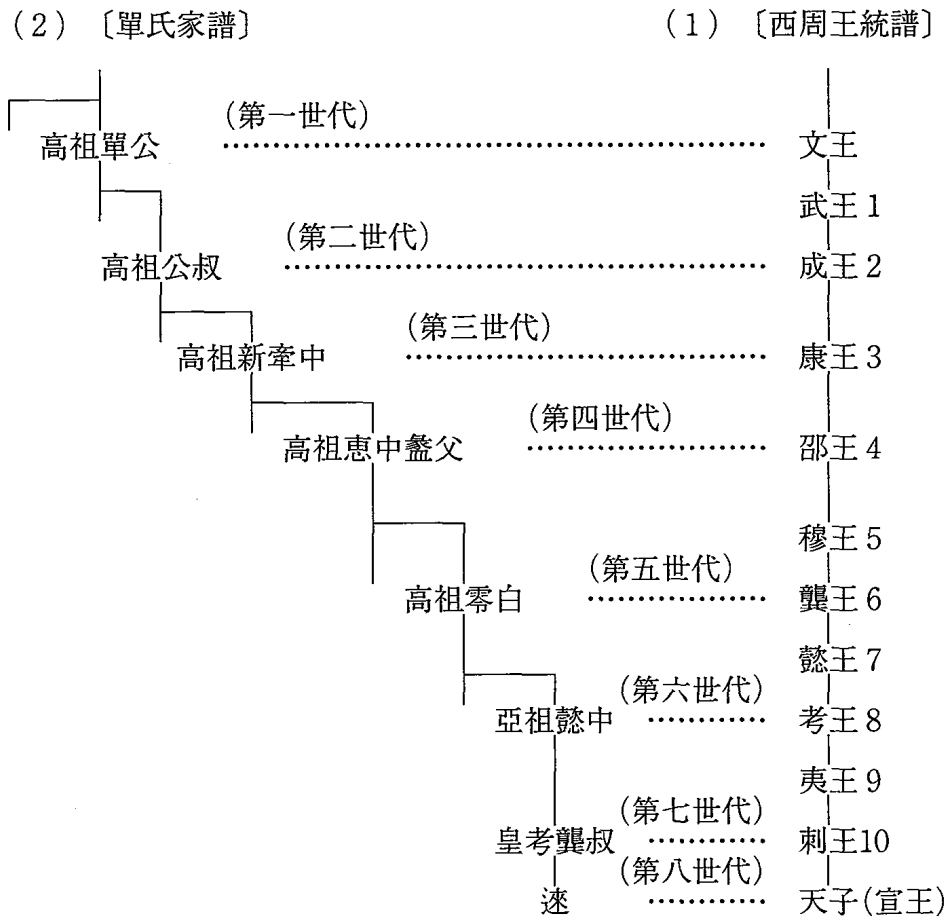 (2) 〔單氏家譜〕 (1) 〔西周王統譜〕
(第一世代)
高祖單公 文王
武王1
(第二世代)
高祖公叔 成王2
(第三世代)
高祖新牽中 康王3
(第四世代)
高祖恵中盠父 邵王4
穆王5
(第五世代)
高祖零白 龔王6
懿王7
(第六世代)
亞祖懿中 考王8
夷王9
(第七世代)
皇考龔叔 剌王10
(第八世代)
逨 天子(宣王)